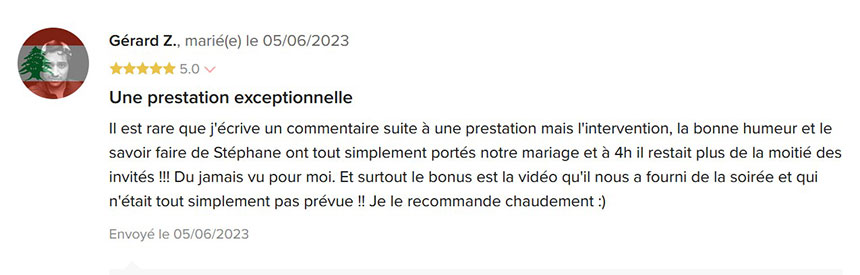 Gérard Z., marié(e) le 05/06/2023
5.0
Une prestation exceptionnelle
Il est rare que j'écrive un commentaire suite à une prestation mais l'intervention, la bonne humeur et le
savoir faire de Stéphane ont tout simplement portés notre mariage et à 4h il restait plus de la moitié des
invités !!! Du jamais vu pour moi. Et surtout le bonus est la vidéo qu'il nous a fourni de la soirée et qui
n'était tout simplement pas prévue !! Je le recommande chaudement :)
Envoyé le 05/06/2023